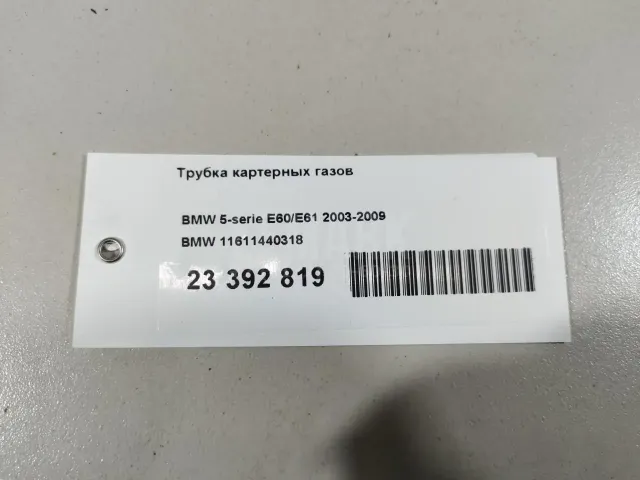 Трубка картерных газов
BMW 5-serie E60/E61 2003-2009
BMW 11611440318
23 392 819